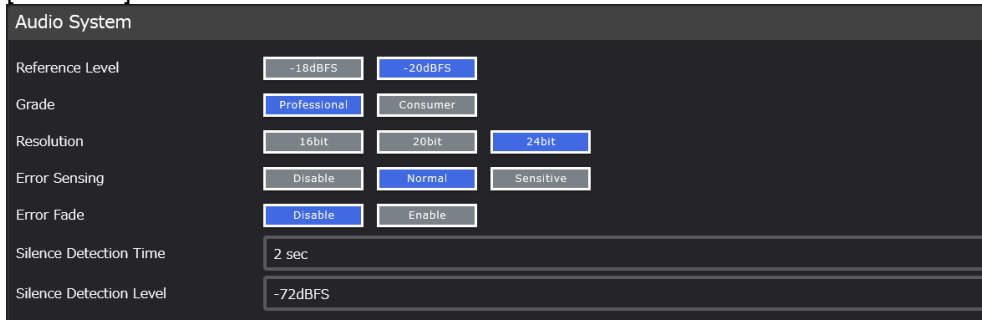 Audio System
Reference Level -18dBFS -20dBFS
Grade Professional Consumer
Resolution 16bit 20bit 24bit
Error Sensing Disable Normal Sensitive
Error Fade Disable Enable
Silence Detection Time 2 sec
Silence Detection Level -72dBFS